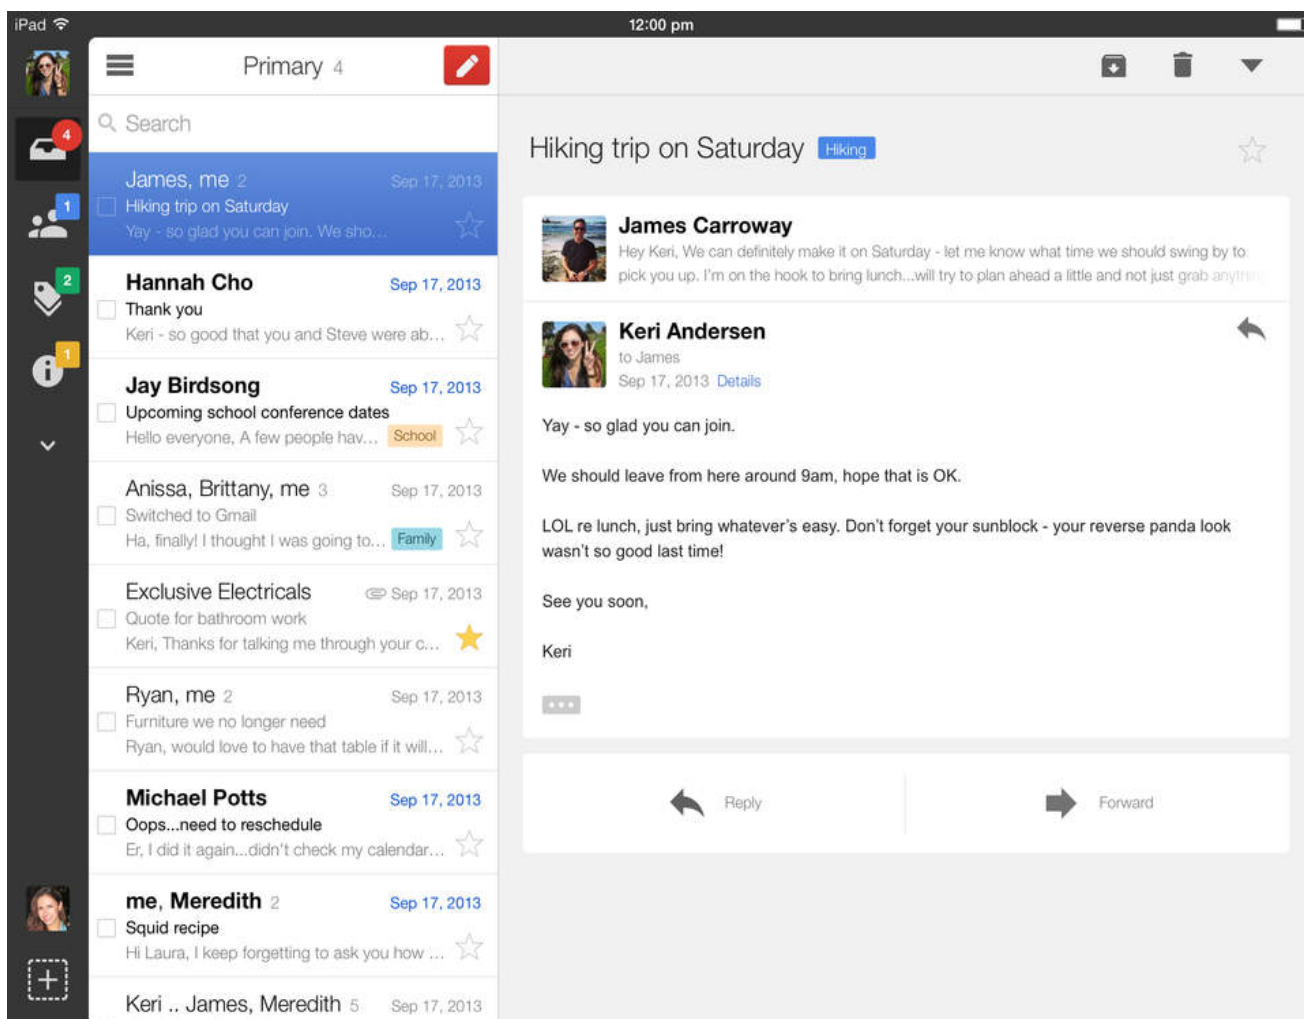 iPad 12:00 pm
Primary 4
4
1
2
1
Search
James, me 2 Sep 17, 2013
Hiking trip on Saturday
Yay - so glad you can join. We sho...
Hannah Cho Sep 17, 2013
Thank you
Keri - so good that you and Steve were ab...
Jay Birdsong Sep 17, 2013
Upcoming school conference dates
Hello everyone, A few people hav... School
Anissa, Brittany, me 3 Sep 17, 2013
Switched to Gmail
Ha, finally! I thought I was going to... Family
Exclusive Electricals Sep 17, 2013
Quote for bathroom work
Keri, Thanks for talking me through your c...
Ryan, me 2 Sep 17, 2013
Furniture we no longer need
Ryan, would love to have that table if it will...
Michael Potts Sep 17, 2013
Oops...need to reschedule
Er, I did it again...didn't check my calendar...
me, Meredith 2 Sep 17, 2013
Squid recipe
Hi Laura, I keep forgetting to ask you how ...
Keri .. James, Meredith 5 Sep 17, 2013
Hiking trip on Saturday Hiking
James Carroway
Hey Keri, We can definitely make it on Saturday - let me know what time we should swing by to
pick you up. I'm on the hook to bring lunch...will try to plan ahead a little and not just grab anything
Keri Andersen
to James
Sep 17, 2013 Details
Yay - so glad you can join.
We should leave from here around 9am, hope that is OK.
LOL re lunch, just bring whatever's easy. Don't forget your sunblock - your reverse panda look
wasn't so good last time!
See you soon,
Keri
Reply Forward